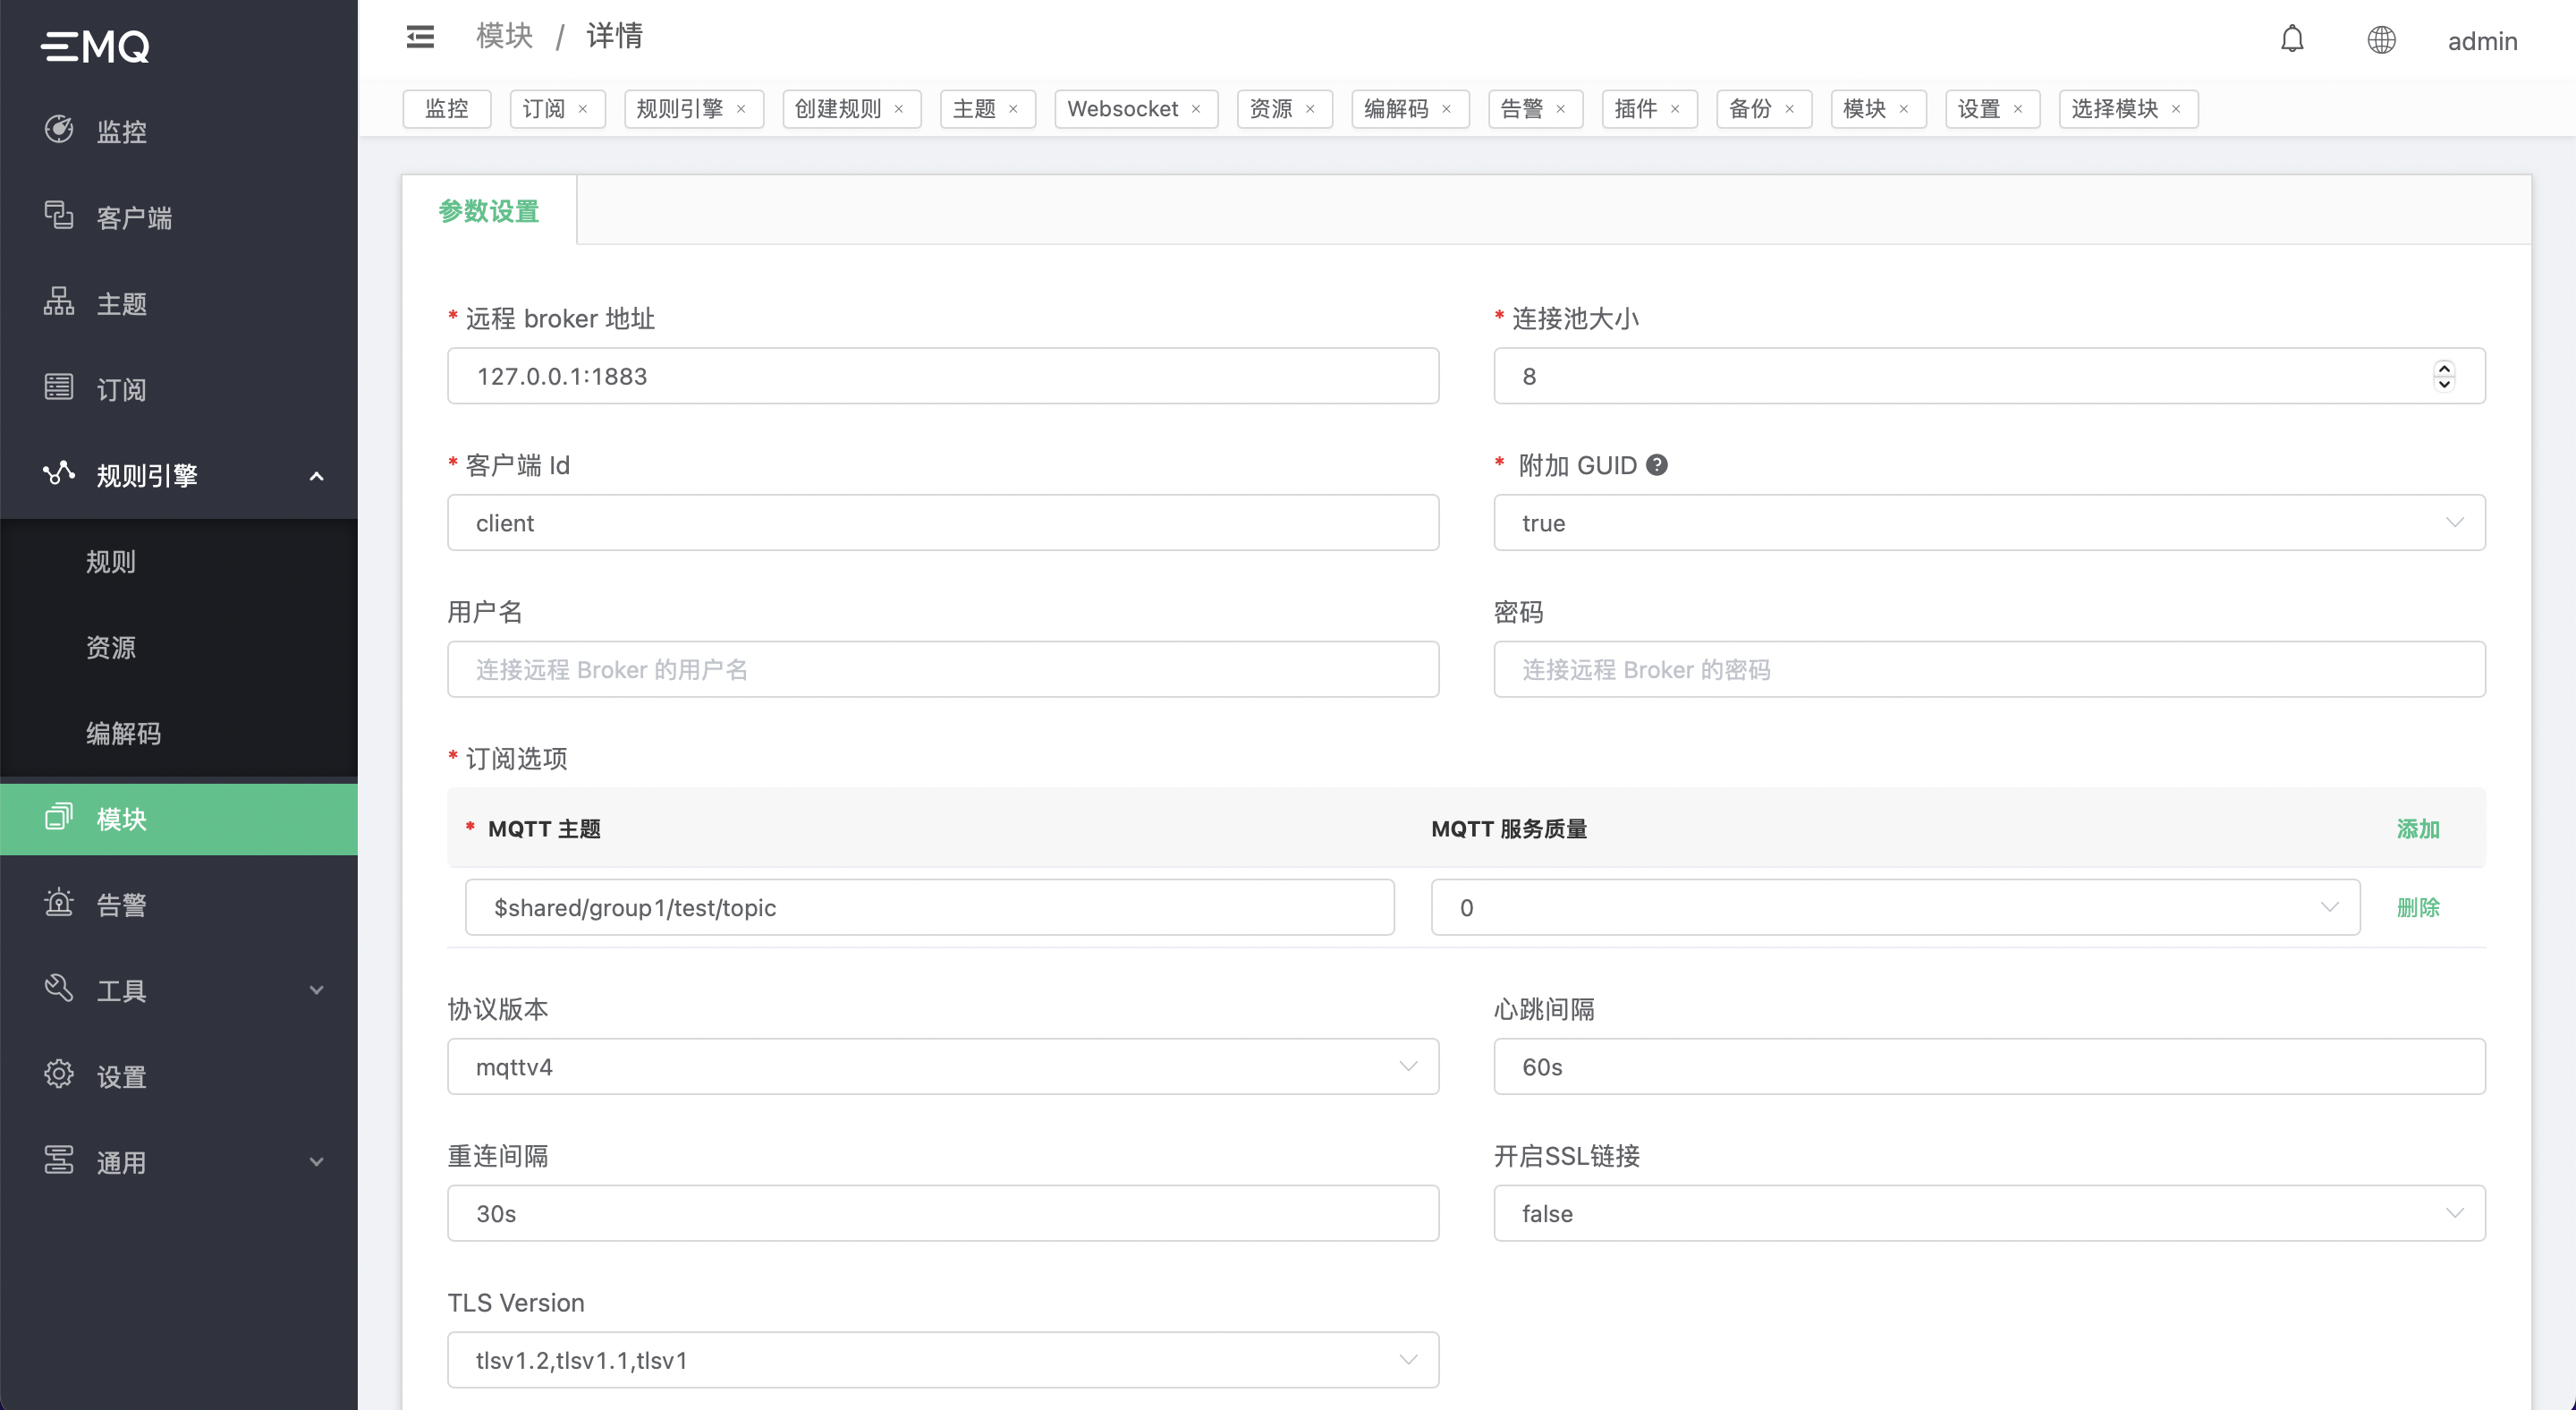 EMQ
监控
客户端
主题
订阅
规则引擎
规则
资源
编解码
模块
告警
工具
设置
通用
模块 / 详情
admin
监控 订阅 × 规则引擎 × 创建规则 × 主题 × Websocket × 资源 × 编解码 × 告警 × 插件 × 备份 × 模块 × 设置 × 选择模块 ×
参数设置
* 远程 broker 地址
127.0.0.1:1883
* 连接池大小
8
* 客户端 Id
client
* 附加 GUID ?
true
用户名
连接远程 Broker 的用户名
密码
连接远程 Broker 的密码
* 订阅选项
* MQTT 主题 MQTT 服务质量 添加
$shared/group1/test/topic 0 删除
协议版本
mqttv4
心跳间隔
60s
重连间隔
30s
开启SSL链接
false
TLS Version
tlsv1.2,tlsv1.1,tlsv1